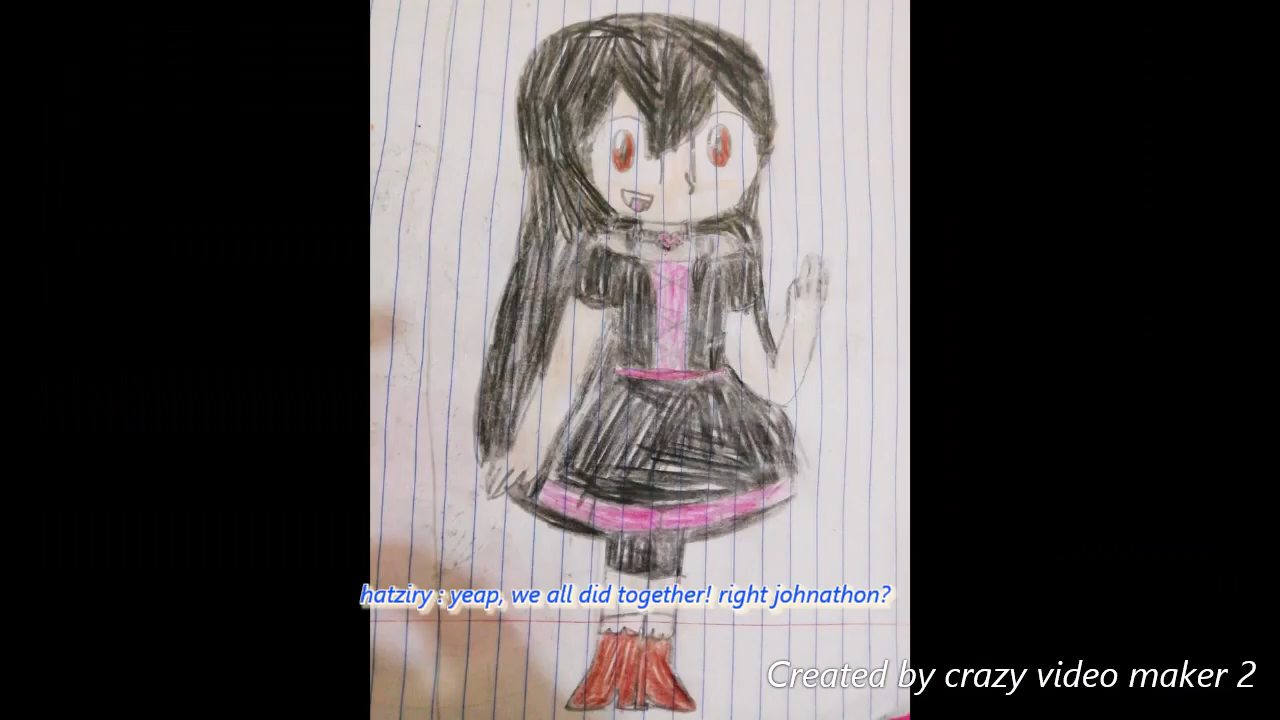 hatziry : yeap, we all did together! right johnathon?
Created by crazy video maker 2